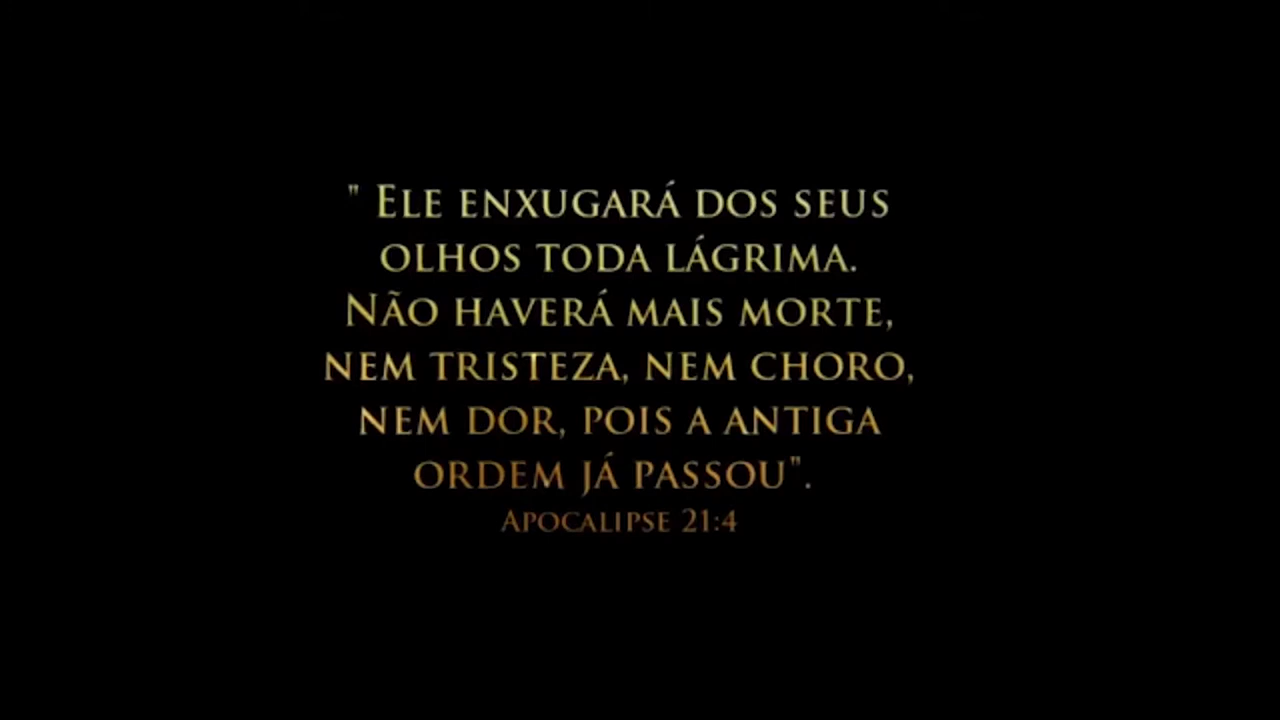 " Ele enxugará dos seus
olhos toda lágrima.
Não haverá mais morte,
nem tristeza, nem choro,
nem dor, pois a antiga
ordem já passou".
Apocalipse 21:4